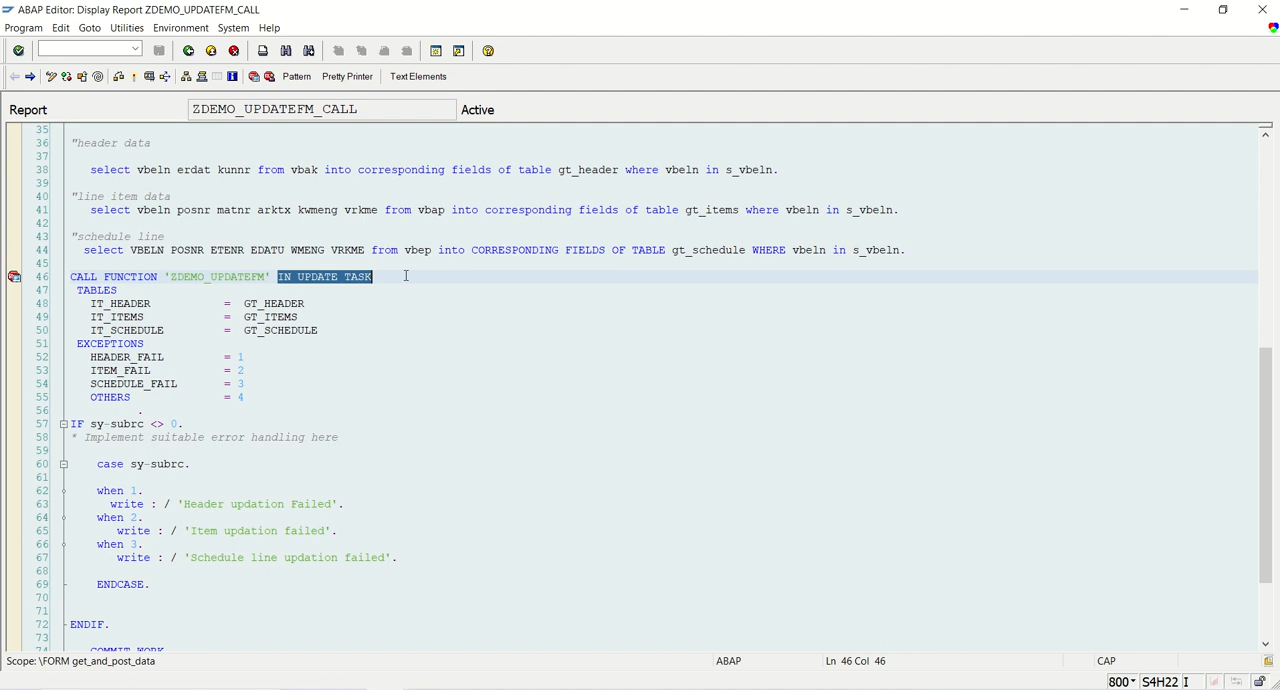 ABAP Editor: Display Report ZDEMO_UPDATEFM_CALL
Program Edit Goto Utilities Environment System Help
Pattern Pretty Printer Text Elements
Report ZDEMO_UPDATEFM_CALL Active
35
36 "header data
37
38 select vbeln erdat kunnr from vbak into corresponding fields of table gt_header where vbeln in s_vbeln.
39
40 "line item data
41 select vbeln posnr matnr arktx kwmeng vrkme from vbap into corresponding fields of table gt_items where vbeln in s_vbeln.
42
43 "schedule line
44 select VBELN POSNR ETENR EDATU WMENG VRKME from vbep into CORRESPONDING FIELDS OF TABLE gt_schedule WHERE vbeln in s_vbeln.
45
46 CALL FUNCTION 'ZDEMO_UPDATEFM' IN UPDATE TASK
47 TABLES
48 IT_HEADER = GT_HEADER
49 IT_ITEMS = GT_ITEMS
50 IT_SCHEDULE = GT_SCHEDULE
51 EXCEPTIONS
52 HEADER_FAIL = 1
53 ITEM_FAIL = 2
54 SCHEDULE_FAIL = 3
55 OTHERS = 4
56 .
57 IF sy-subrc <> 0.
58 * Implement suitable error handling here
59
60 case sy-subrc.
61
62 when 1.
63 write : / 'Header updation Failed'.
64 when 2.
65 write : / 'Item updation failed'.
66 when 3.
67 write : / 'Schedule line updation failed'.
68
69 ENDCASE.
70
71
72 ENDIF.
73
74 COMMIT WORK
Scope: \FORM get_and_post_data ABAP Ln 46 Col 46 CAP
800 S4H22